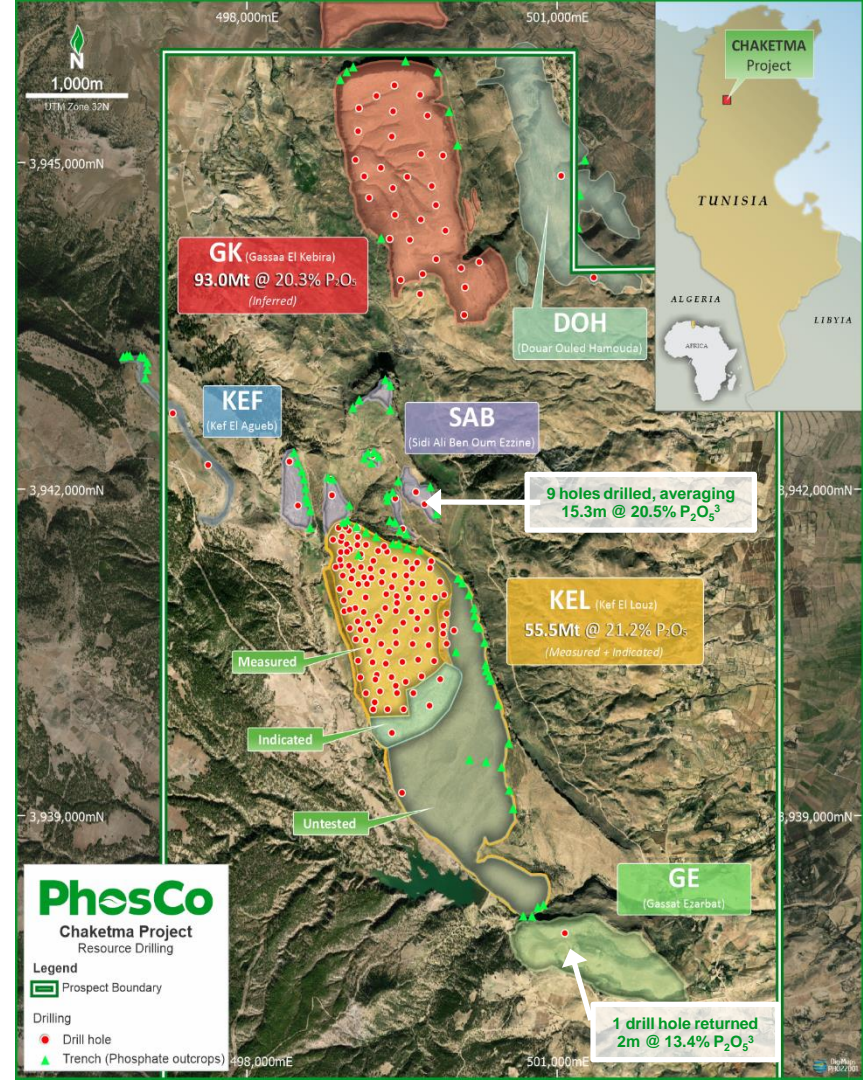 498,000mE
501,000mE
N
1,000m
UTM Zone 32N
CHAKETMA
Project
TUNISIA
ALGERIA
LIBYIA
AFRICA
3,945,000mN
GK (Gassaa El Kebira)
93.0Mt @ 20.3% P₂O₅
(Inferred)
DOH
(Douar Ouled Hamouda)
KEF
(Kef El Agueb)
SAB
(Sidi Ali Ben Oum Ezzine)
3,942,000mN
3,942,000mN
9 holes drilled, averaging
15.3m @ 20.5% P₂O₅³
KEL (Kef El Louz)
55.5Mt @ 21.2% P₂O₅
(Measured + Indicated)
Measured
Indicated
Untested
3,939,000mN
3,939,000mN
GE
(Gassat Ezarbat)
1 drill hole returned
2m @ 13.4% P₂O₅³
PhosCo
Chaketma Project
Resource Drilling
Legend
Prospect Boundary
Drilling
Drill hole
Trench (Phosphate outcrops)
498,000mE
501,000mE